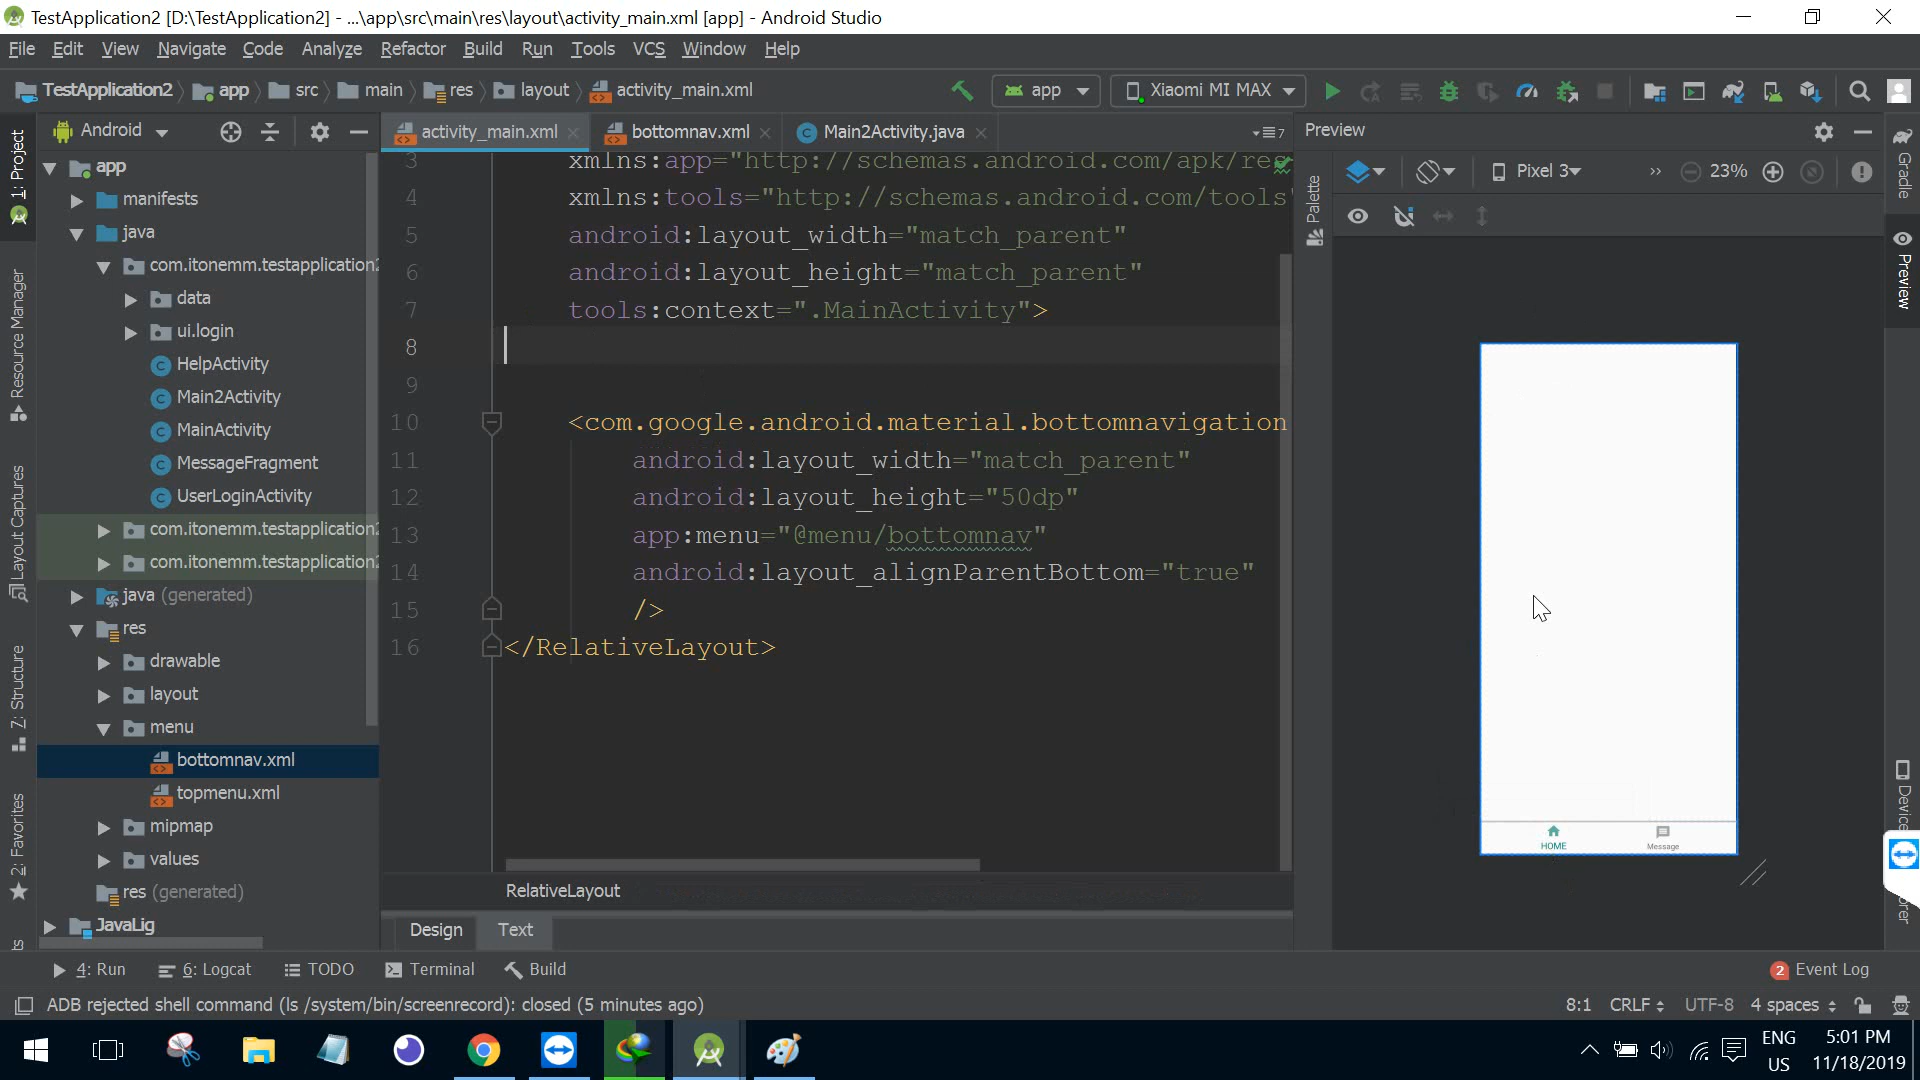 TestApplication2 [D:\TestApplication2] - ...\app\src\main\res\layout\activity_main.xml [app] - Android Studio
File Edit View Navigate Code Analyze Refactor Build Run Tools VCS Window Help
TestApplication2 app src main res layout activity_main.xml app Xiaomi MI MAX
Android
activity_main.xml bottomnav.xml Main2Activity.java 7
Preview
Pixel 3 » 23%
1: Project
Resource Manager
Layout Captures
Z: Structure
2: Favorites
app
manifests
java
com.itonemm.testapplication2
data
ui.login
HelpActivity
Main2Activity
MainActivity
MessageFragment
UserLoginActivity
com.itonemm.testapplication2
com.itonemm.testapplication2
java (generated)
res
drawable
layout
menu
bottomnav.xml
topmenu.xml
mipmap
values
res (generated)
JavaLig
3 xmlns:app="http://schemas.android.com/apk/res
4 xmlns:tools="http://schemas.android.com/tools"
5 android:layout_width="match_parent"
6 android:layout_height="match_parent"
7 tools:context=".MainActivity">
8
9
10 <com.google.android.material.bottomnavigation
11 android:layout_width="match_parent"
12 android:layout_height="50dp"
13 app:menu="@menu/bottomnav"
14 android:layout_alignParentBottom="true"
15 />
16 </RelativeLayout>
RelativeLayout
Design Text
Palette
HOME
Message
Gradle
Preview
Device
orer
4: Run 6: Logcat TODO Terminal Build
2 Event Log
ADB rejected shell command (ls /system/bin/screenrecord): closed (5 minutes ago)
8:1 CRLF UTF-8 4 spaces
ENG
US
5:01 PM
11/18/2019